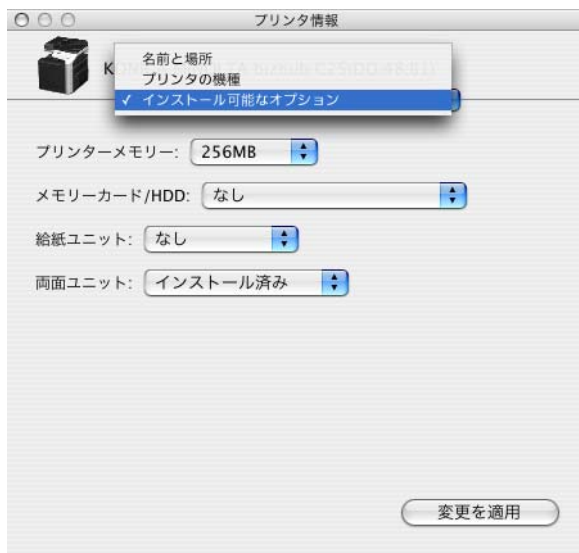 プリンタ情報
名前と場所
プリンタの機種
✓ インストール可能なオプション
プリンターメモリー: 256MB
メモリーカード/HDD: なし
給紙ユニット: なし
両面ユニット: インストール済み
変更を適用